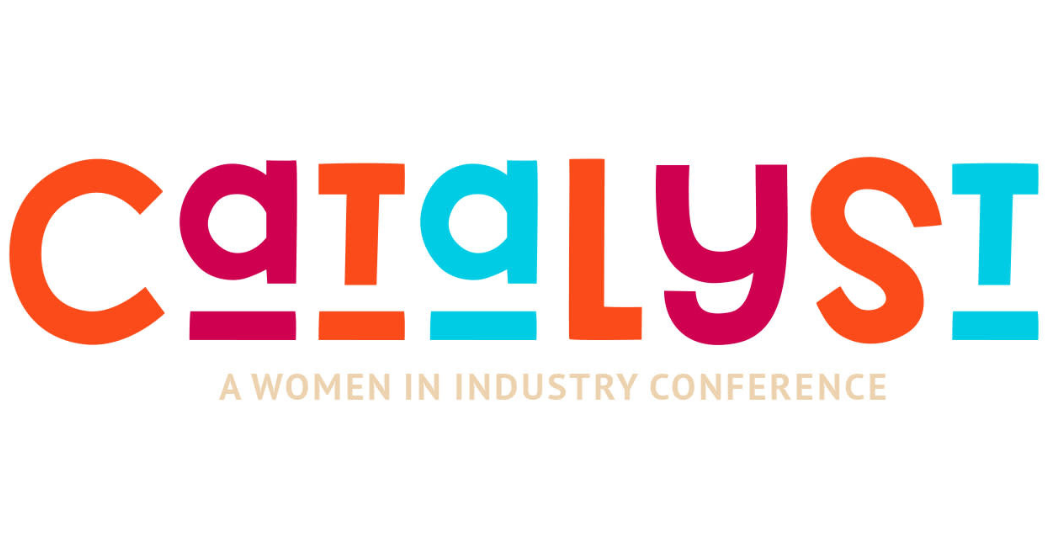 CaTaLyST
A WOMEN IN INDUSTRY CONFERENCE